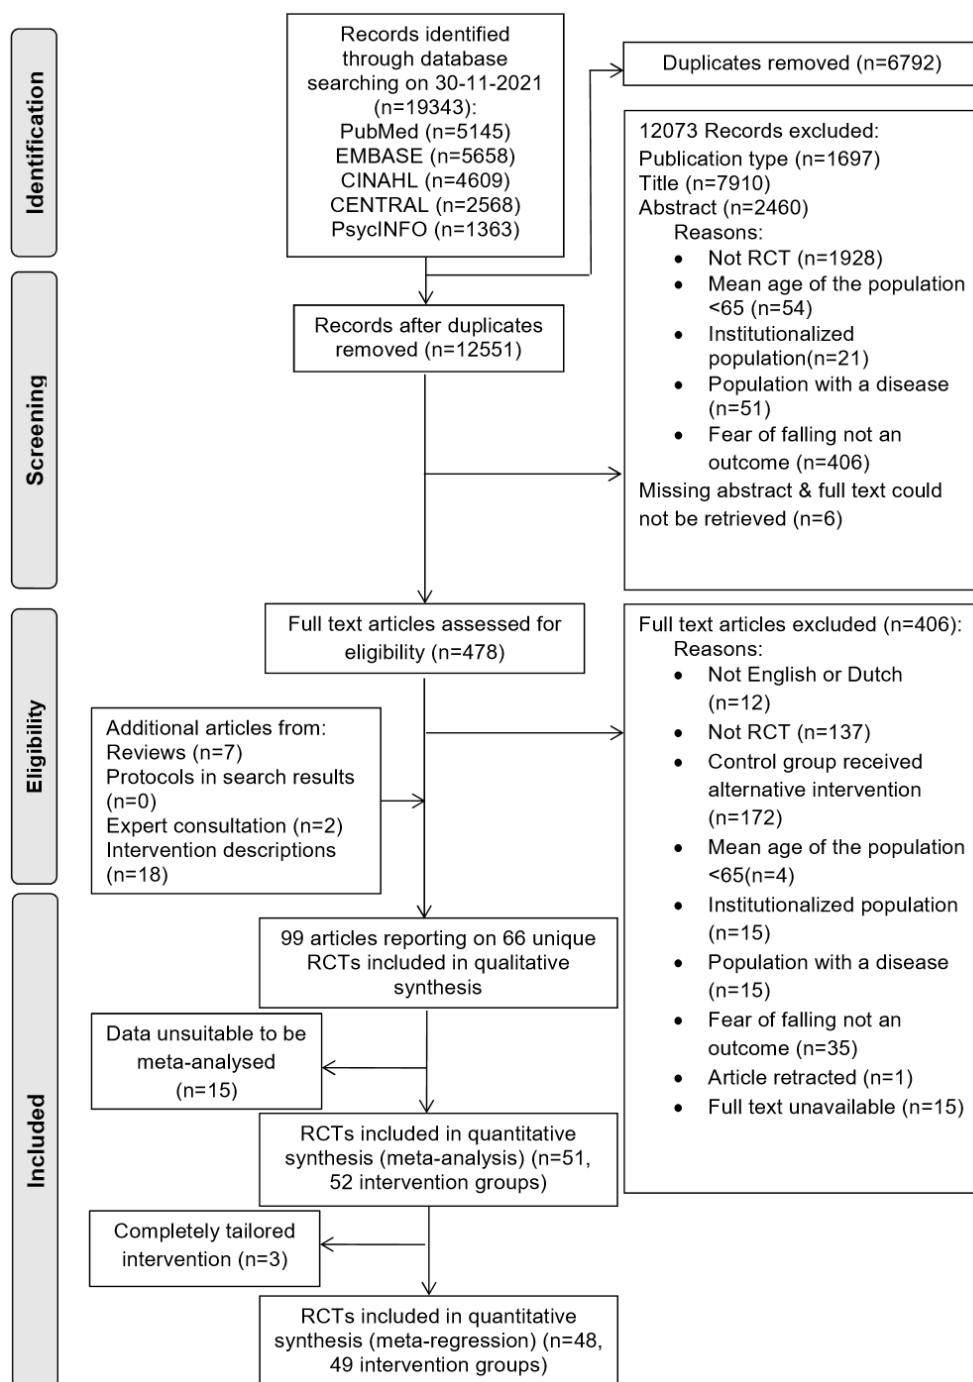 Identification
Records identified
through database
searching on 30-11-2021
(n=19343):
PubMed (n=5145)
EMBASE (n=5658)
CINAHL (n=4609)
CENTRAL (n=2568)
PsycINFO (n=1363)
Duplicates removed (n=6792)
Screening
Records after duplicates
removed (n=12551)
12073 Records excluded:
Publication type (n=1697)
Title (n=7910)
Abstract (n=2460)
Reasons:
• Not RCT (n=1928)
• Mean age of the population
<65 (n=54)
• Institutionalized
population(n=21)
• Population with a disease
(n=51)
• Fear of falling not an
outcome (n=406)
Missing abstract & full text could
not be retrieved (n=6)
Eligibility
Full text articles assessed for
eligibility (n=478)
Additional articles from:
Reviews (n=7)
Protocols in search results
(n=0)
Expert consultation (n=2)
Intervention descriptions
(n=18)
Full text articles excluded (n=406):
Reasons:
• Not English or Dutch
(n=12)
• Not RCT (n=137)
• Control group received
alternative intervention
(n=172)
• Mean age of the population
<65(n=4)
• Institutionalized population
(n=15)
• Population with a disease
(n=15)
• Fear of falling not an
outcome (n=35)
• Article retracted (n=1)
• Full text unavailable (n=15)
Included
99 articles reporting on 66 unique
RCTs included in qualitative
synthesis
Data unsuitable to be
meta-analysed
(n=15)
RCTs included in quantitative
synthesis (meta-analysis) (n=51,
52 intervention groups)
Completely tailored
intervention (n=3)
RCTs included in quantitative
synthesis (meta-regression) (n=48,
49 intervention groups)